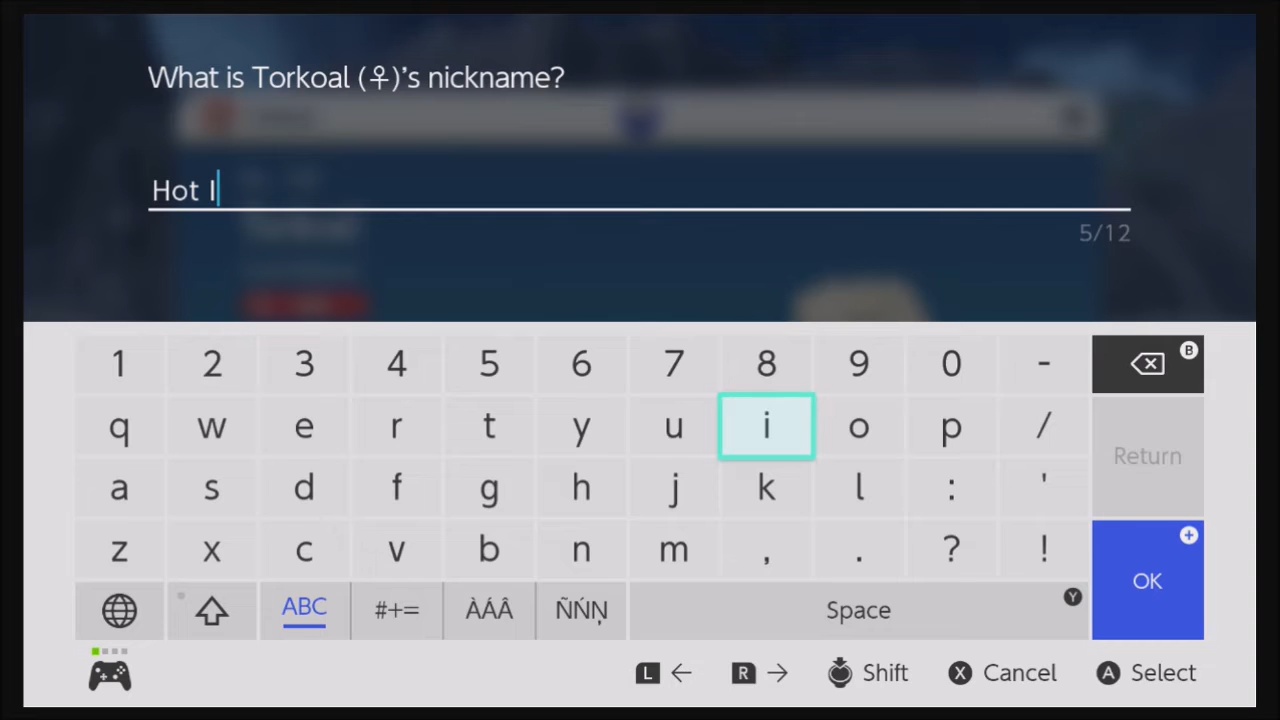 What is Torkoal (♀)'s nickname?
Hot I
5/12
1 2 3 4 5 6 7 8 9 0 -
B
q w e r t y u i o p /
Return
a s d f g h j k l : '
z x c v b n m , . ? !
+
OK
ABC #+= ÀÁÂ ÑŃŅ Space Y
L ← R → Shift X Cancel A Select